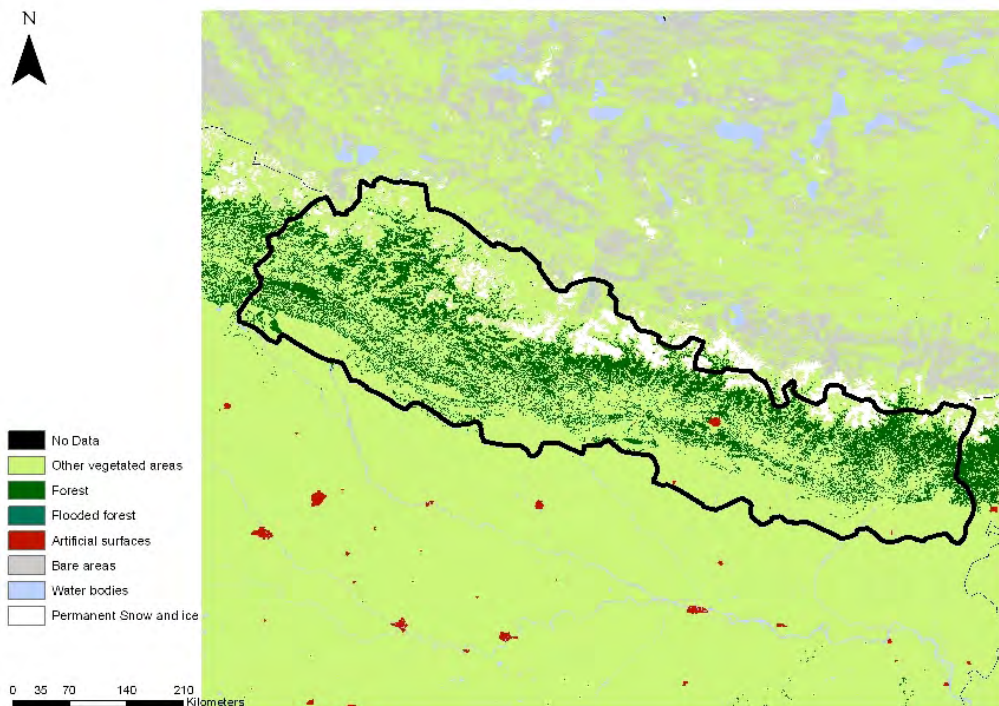 N
No Data
Other vegetated areas
Forest
Flooded forest
Artificial surfaces
Bare areas
Water bodies
Permanent Snow and ice
0 35 70 140 210
Kilometers